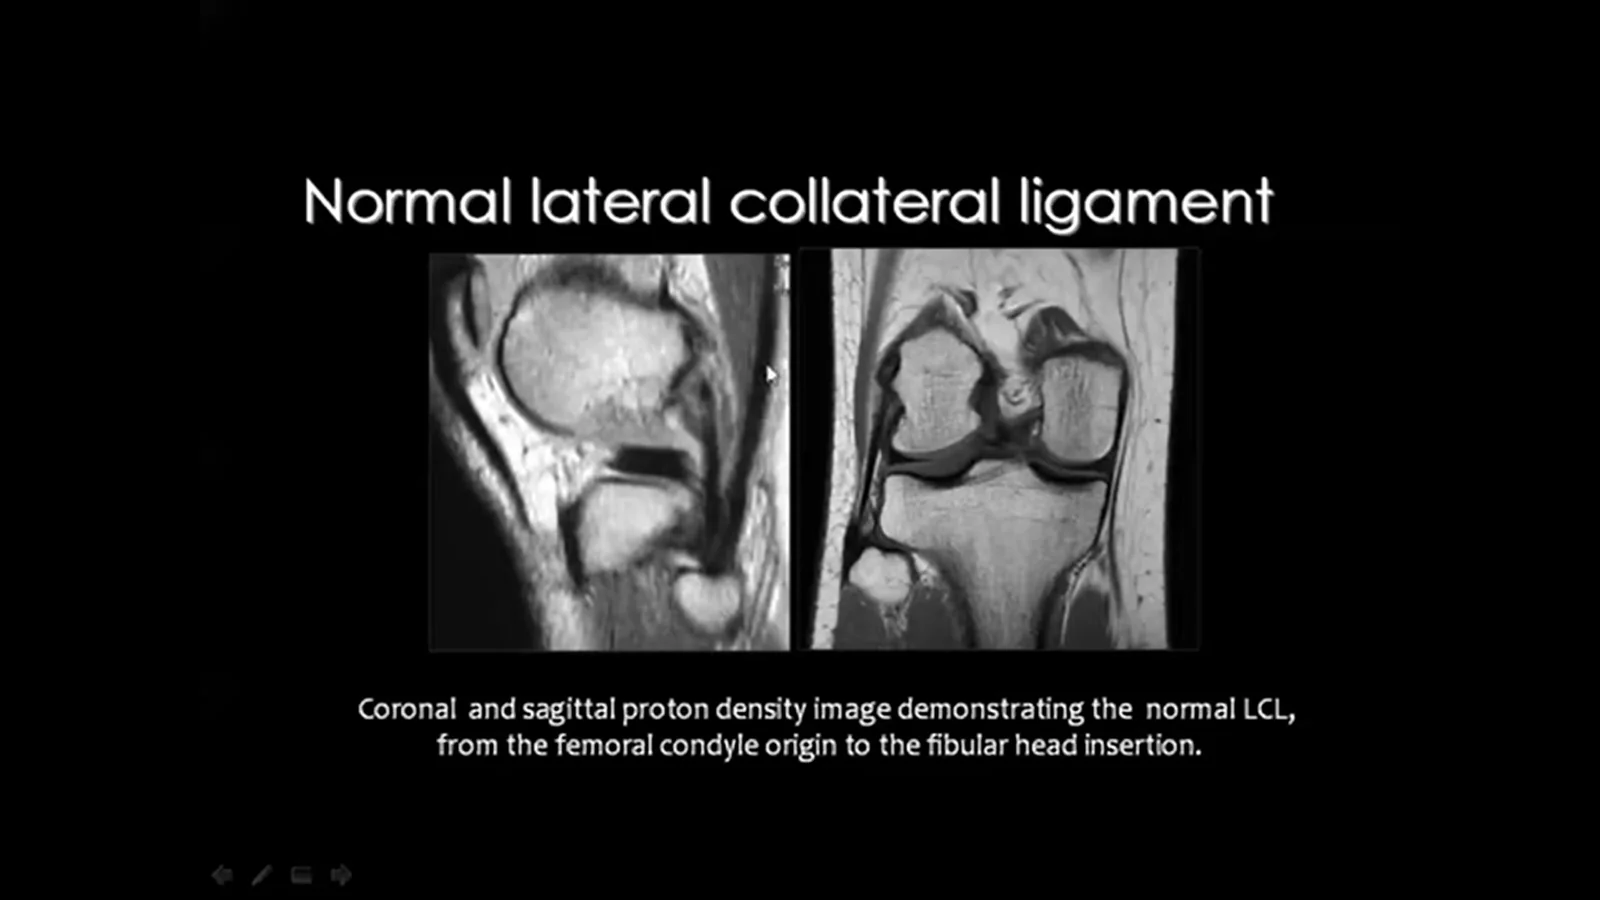 Normal lateral collateral ligament
Coronal and sagittal proton density image demonstrating the normal LCL,
from the femoral condyle origin to the fibular head insertion.